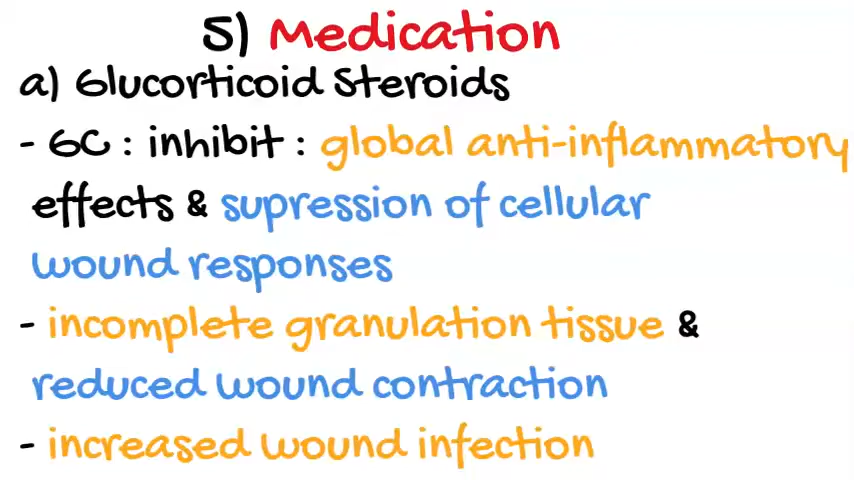 5) Medication
a) Glucorticoid Steroids
- GC : inhibit : global anti-inflammatory
effects & supression of cellular
wound responses
- incomplete granulation tissue &
reduced wound contraction
- increased wound infection